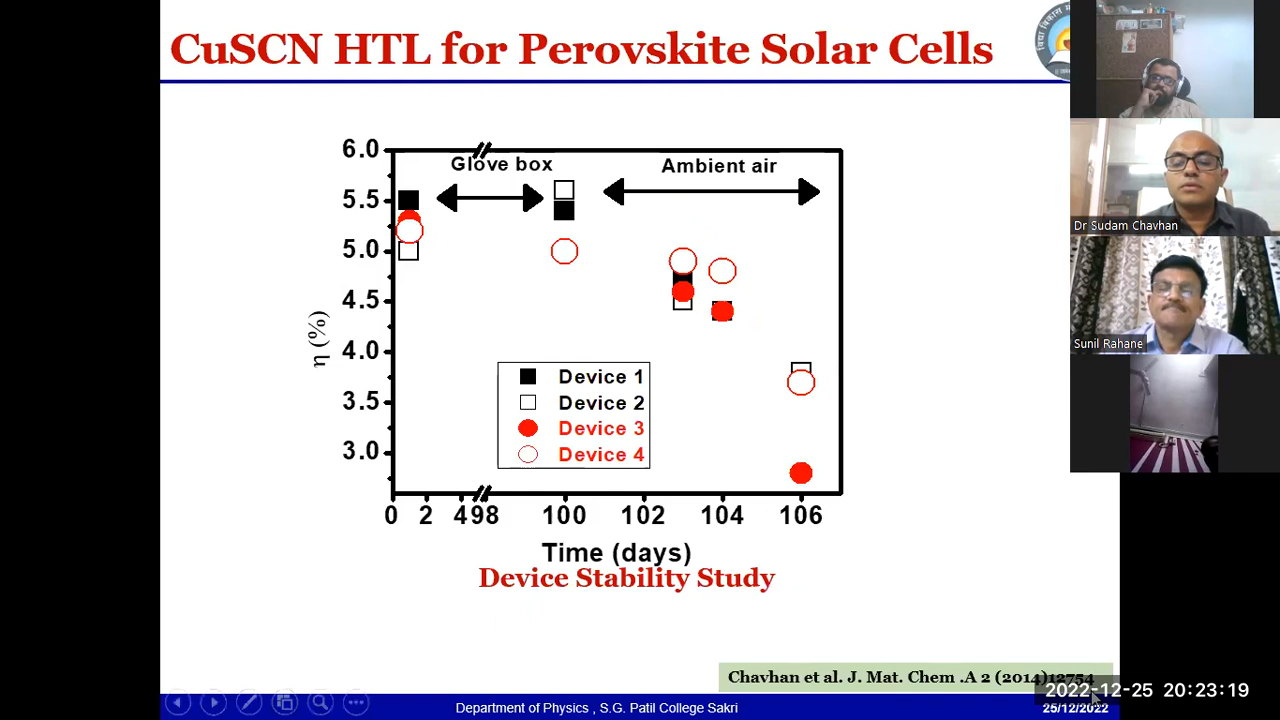 CuSCN HTL for Perovskite Solar Cells
विद्या विकास
6.0
5.5
5.0
4.5
4.0
3.5
3.0
η (%)
Glove box
Ambient air
Device 1
Device 2
Device 3
Device 4
0 2 4 98 100 102 104 106
Time (days)
Device Stability Study
Chavhan et al. J. Mat. Chem .A 2 (2014)12754
Department of Physics , S.G. Patil College Sakri
25/12/2022
2022-12-25 20:23:19
Dr Sudam Chavhan
Sunil Rahane